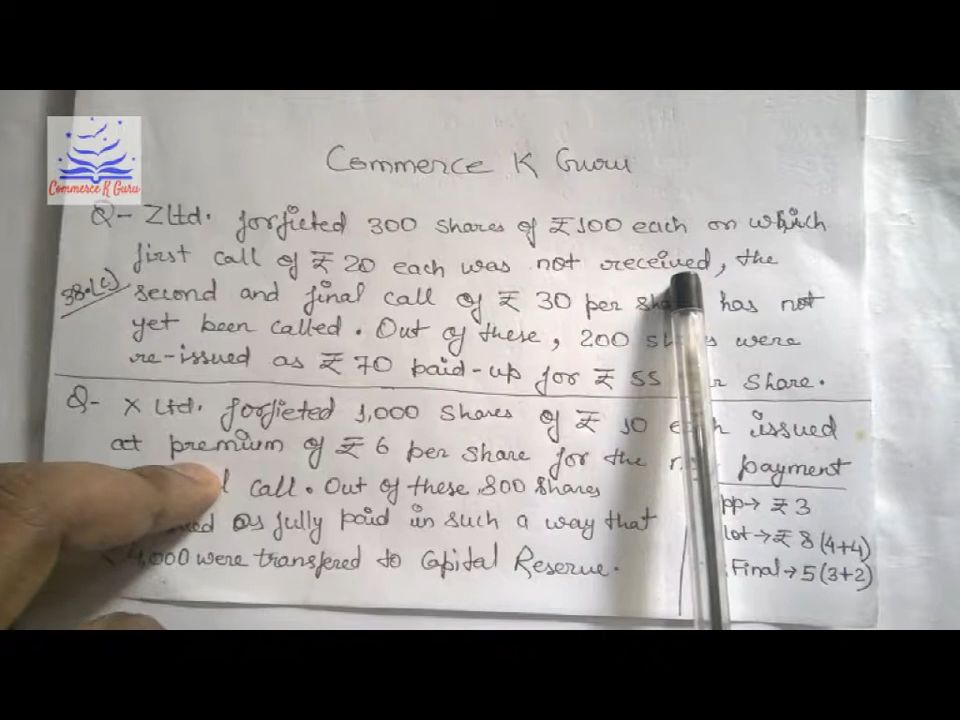 Commerce K Guru
Commerce K Guru
Q- Z Ltd. forfieted 300 shares of ₹100 each on which
first call of ₹ 20 each was not received, the
38.(c)
second and final call of ₹ 30 per has not
yet been called. Out of these, 200 were
re-issued as ₹ 70 paid-up for ₹ 55 share.
Q- X Ltd. forfieted 1,000 shares of ₹ 10 issued
at premium of ₹ 6 per share for the payment
call. Out of these, 800 shares
as fully paid in such a way that
4,000 were transfered to Capital Reserve.
→ ₹ 3
→ ₹ 8 (4+4)
Final → 5 (3+2)